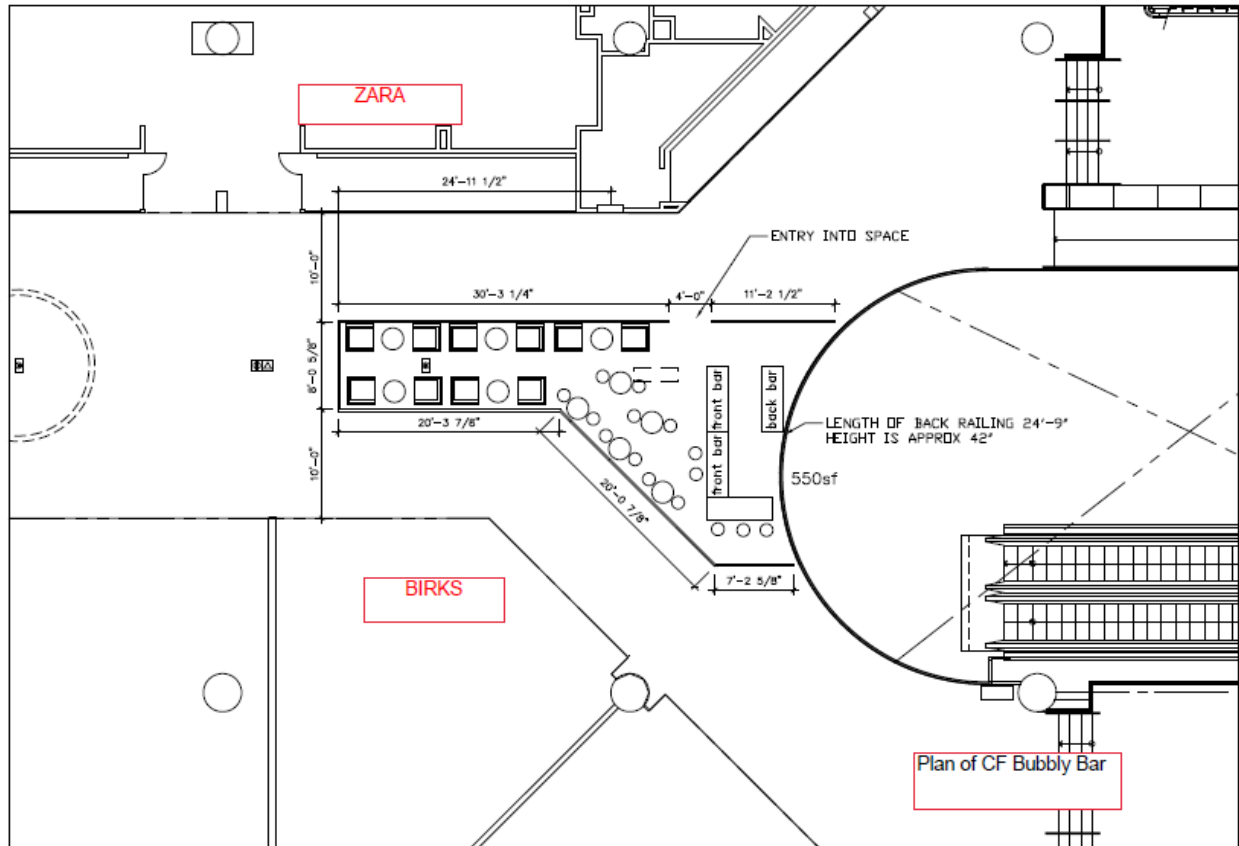 ZARA
24'-11 1/2"
ENTRY INTO SPACE
10'-0"
30'-3 1/4"
4'-0"
11'-2 1/2"
8'-0 5/8"
front bar
back bar
front bar
20'-3 7/8"
LENGTH OF BACK RAILING 24'-9"
HEIGHT IS APPROX 42"
550sf
10'-0"
20'-0 7/8"
7'-2 5/8"
BIRKS
Plan of CF Bubbly Bar